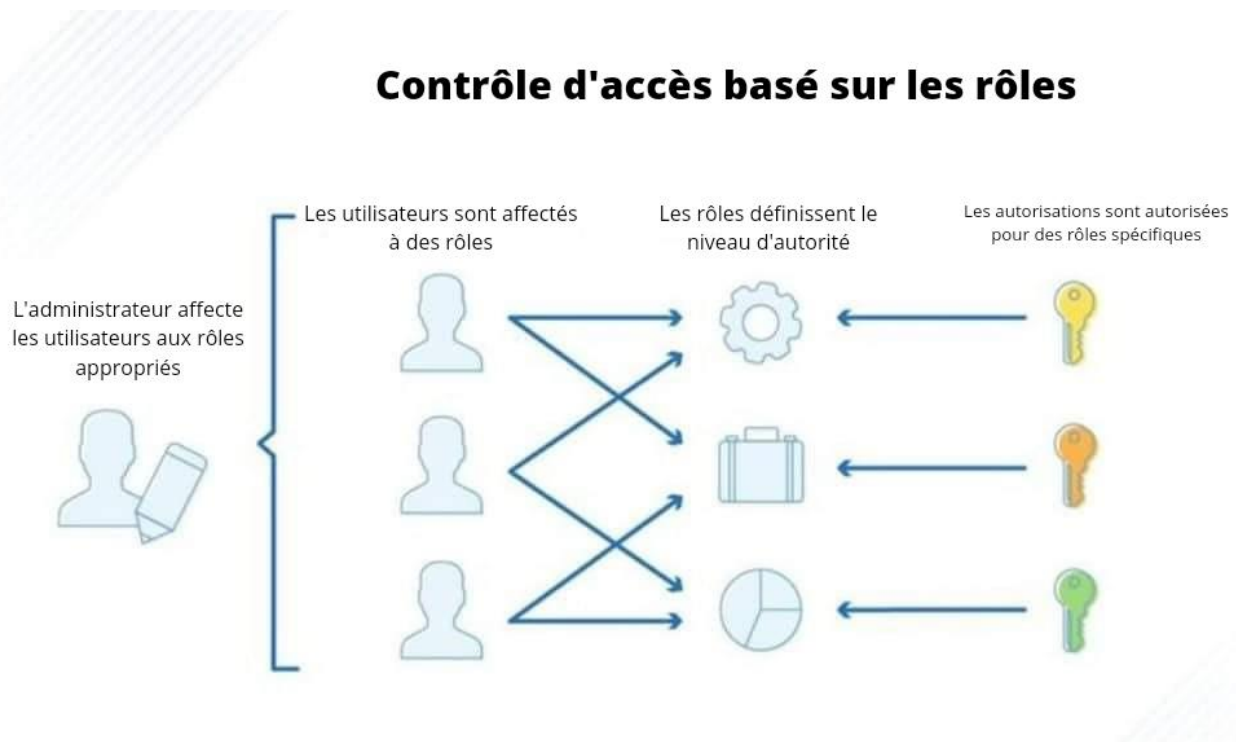 Contrôle d'accès basé sur les rôles
L'administrateur affecte
les utilisateurs aux rôles
appropriés
Les utilisateurs sont affectés
à des rôles
Les rôles définissent le
niveau d'autorité
Les autorisations sont autorisées
pour des rôles spécifiques